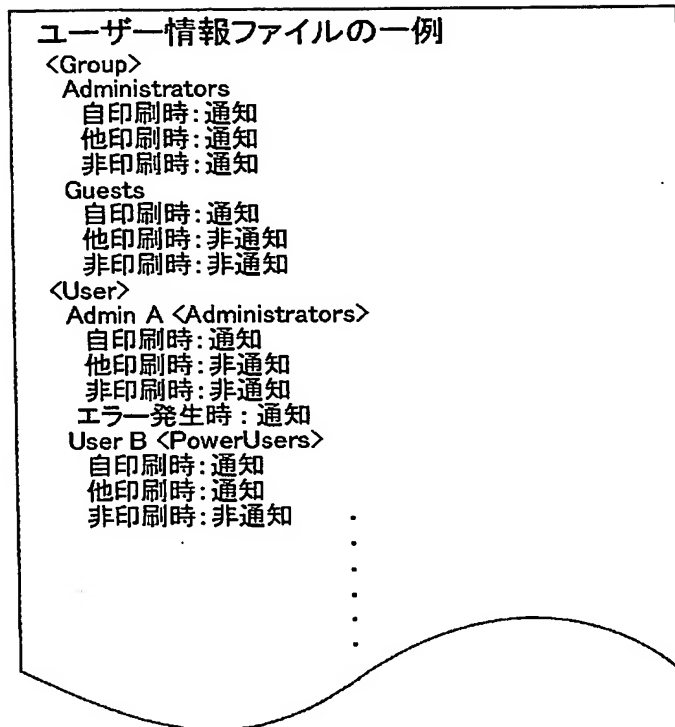 ユーザー情報ファイルの一例
<Group>
Administrators
自印刷時:通知
他印刷時:通知
非印刷時:通知
Guests
自印刷時:通知
他印刷時:非通知
非印刷時:非通知
<User>
Admin A <Administrators>
自印刷時:通知
他印刷時:非通知
非印刷時:非通知
エラー発生時:通知
User B <PowerUsers>
自印刷時:通知
他印刷時:通知
非印刷時:非通知